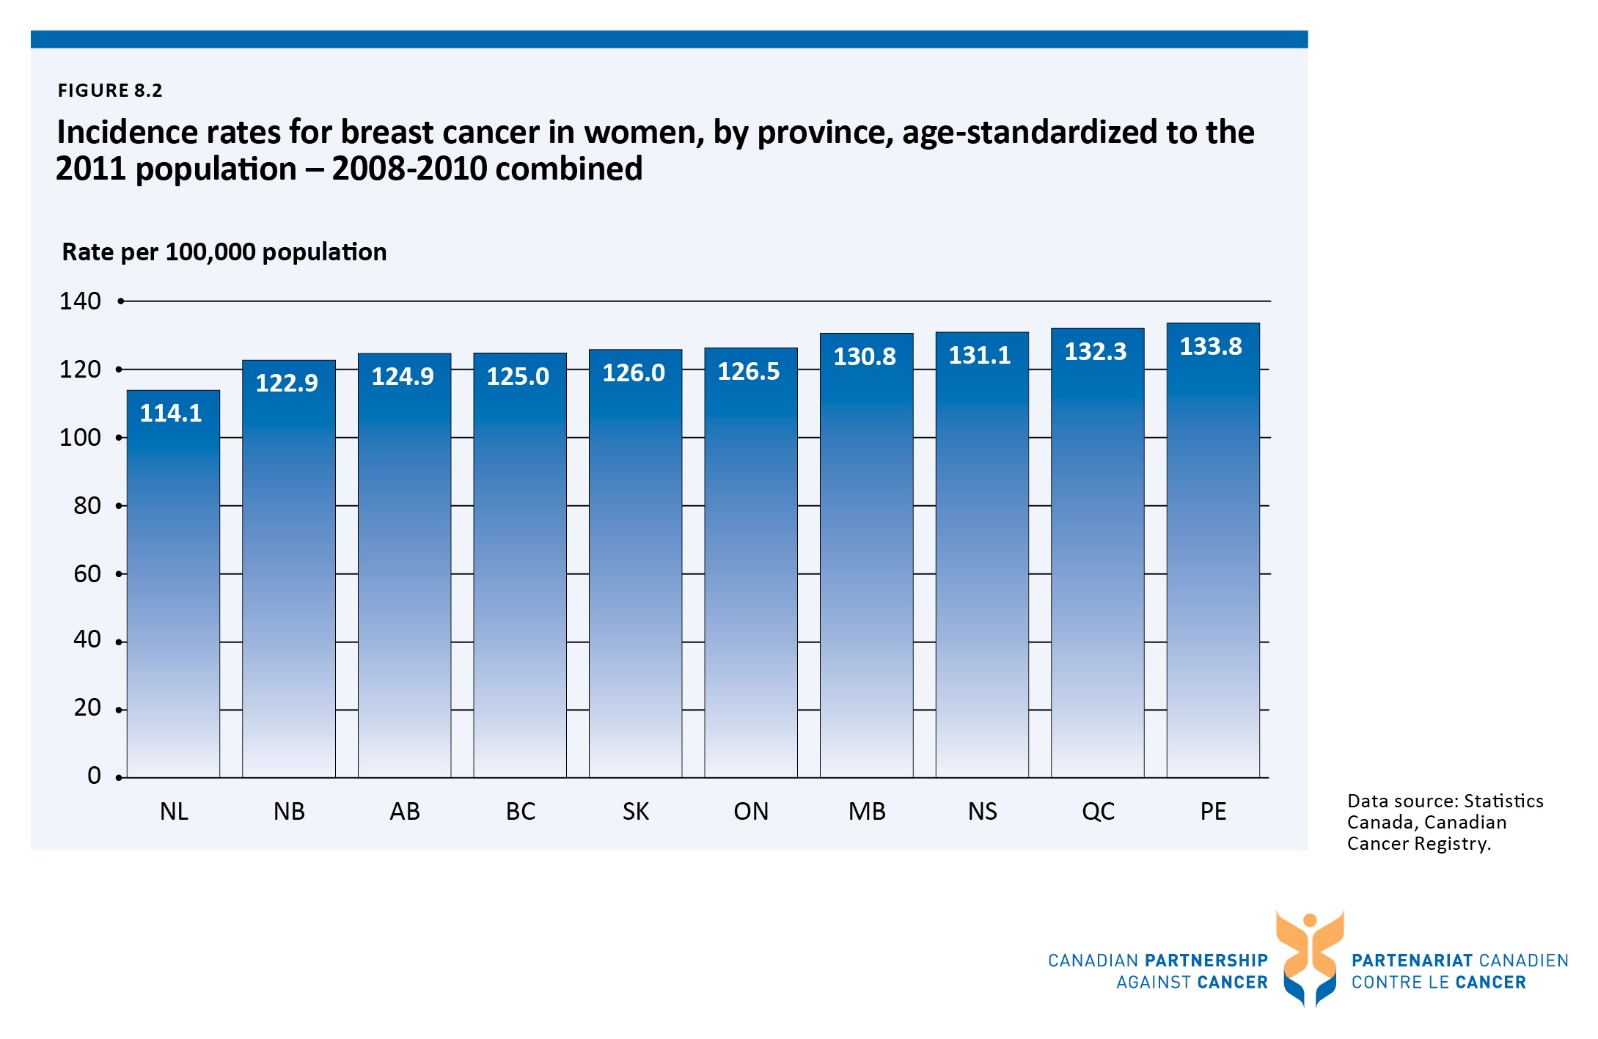 FIGURE 8.2
Incidence rates for breast cancer in women, by province, age-standardized to the
2011 population – 2008-2010 combined
Rate per 100,000 population
140
120
100
80
60
40
20
0
114.1
122.9
124.9
125.0
126.0
126.5
130.8
131.1
132.3
133.8
NL NB AB BC SK ON MB NS QC PE
Data source: Statistics
Canada, Canadian
Cancer Registry.
CANADIAN PARTNERSHIP
AGAINST CANCER
PARTENARIAT CANADIEN
CONTRE LE CANCER